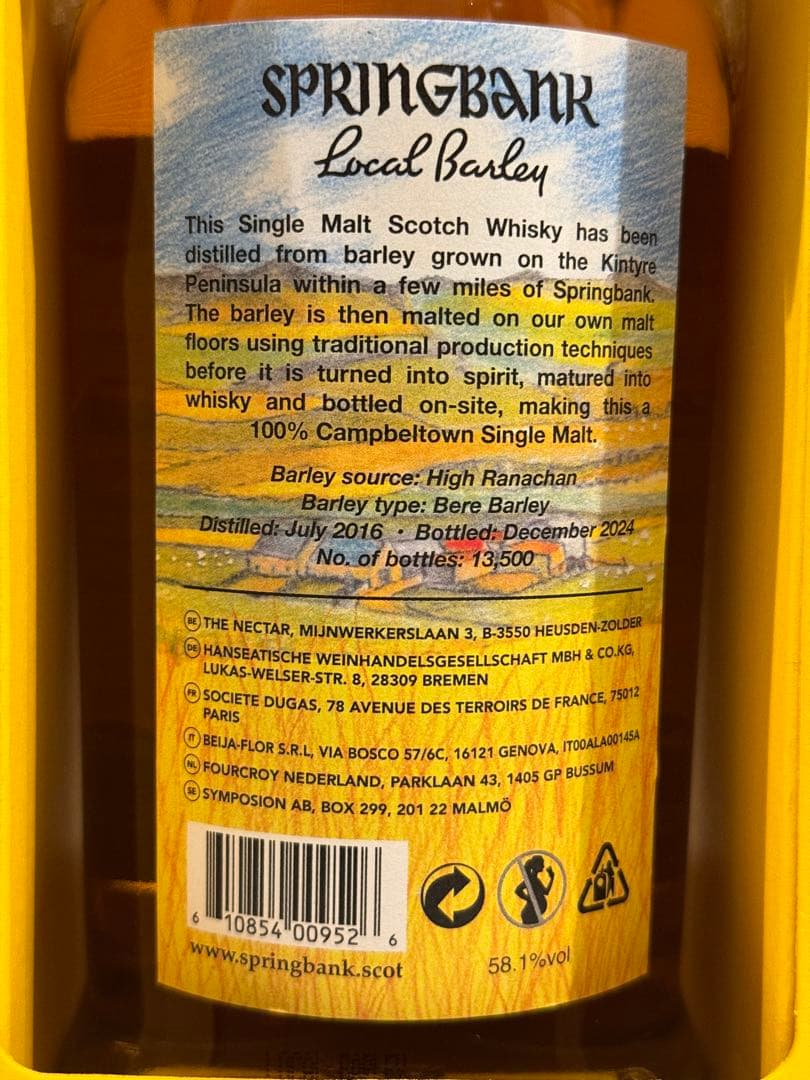 SPRINGBANK
Local Barley
This Single Malt Scotch Whisky has been
distilled from barley grown on the Kintyre
Peninsula within a few miles of Springbank.
The barley is then malted on our own malt
floors using traditional production techniques
before it is turned into spirit, matured into
whisky and bottled on-site, making this a
100% Campbeltown Single Malt.
Barley source: High Ranachan
Barley type: Bere Barley
Distilled: July 2016 • Bottled: December 2024
No. of bottles: 13,500
BE THE NECTAR, MIJNWERKERSLAAN 3, B-3550 HEUSDEN-ZOLDER
DE HANSEATISCHE WEINHANDELSGESELLSCHAFT MBH & CO.KG,
LUKAS-WELSER-STR. 8, 28309 BREMEN
FR SOCIETE DUGAS, 78 AVENUE DES TERROIRS DE FRANCE, 75012
PARIS
IT BEIJA-FLOR S.R.L, VIA BOSCO 57/6C, 16121 GENOVA, IT00ALA00145A
NL FOURCROY NEDERLAND, PARKLAAN 43, 1405 GP BUSSUM
SE SYMPOSION AB, BOX 299, 201 22 MALMÖ
6 10854 00952 6
www.springbank.scot
58.1%vol